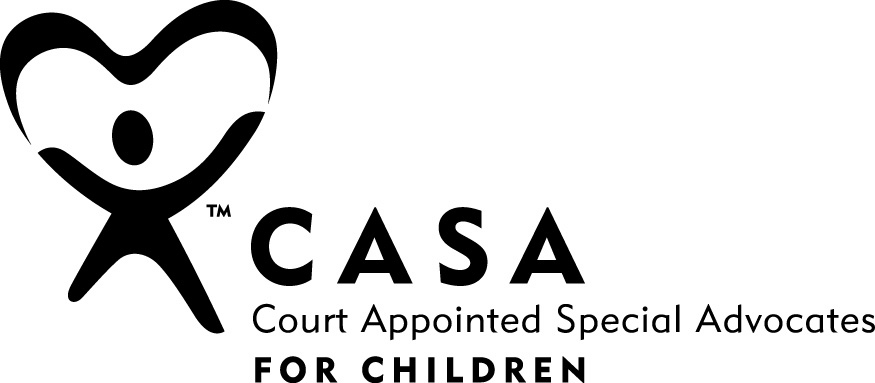 ™ CASA
Court Appointed Special Advocates
FOR CHILDREN